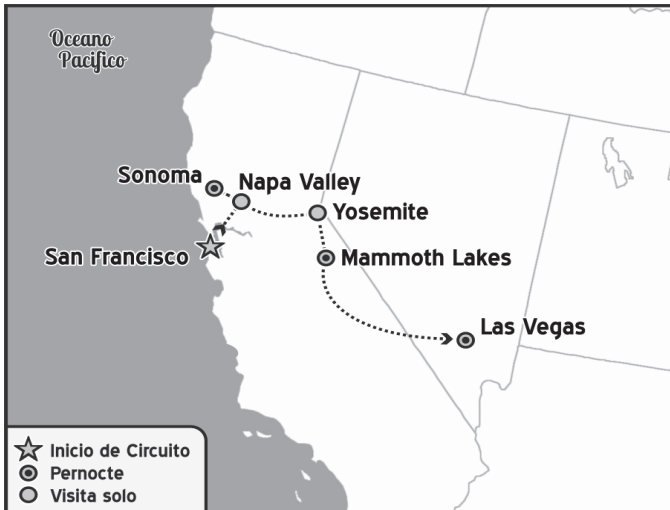 Oceano
Pacifico
Sonoma
Napa Valley
Yosemite
San Francisco
Mammoth Lakes
Las Vegas
Inicio de Circuito
Pernocte
Visita solo